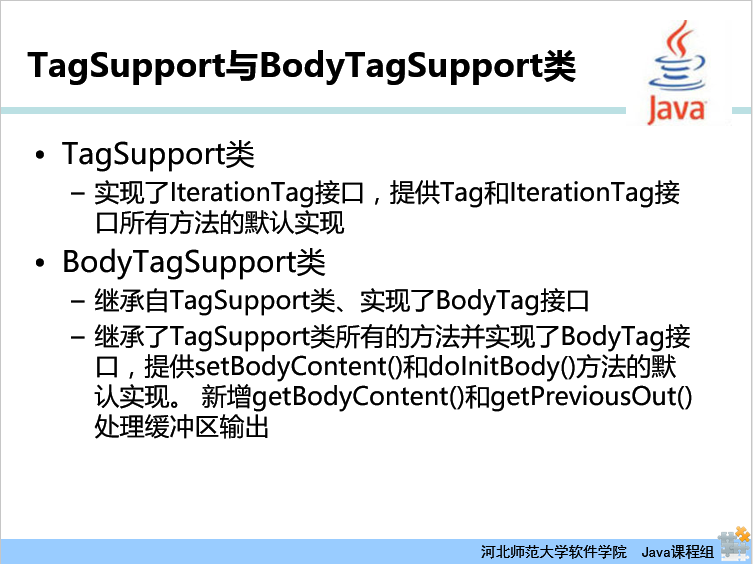 TagSupport与BodyTagSupport类
Java
• TagSupport类
– 实现了IterationTag接口，提供Tag和IterationTag接
口所有方法的默认实现
• BodyTagSupport类
– 继承自TagSupport类、实现了BodyTag接口
– 继承了TagSupport类所有的方法并实现了BodyTag接
口，提供setBodyContent()和doInitBody()方法的默
认实现。 新增getBodyContent()和getPreviousOut()
处理缓冲区输出
河北师范大学软件学院 Java课程组